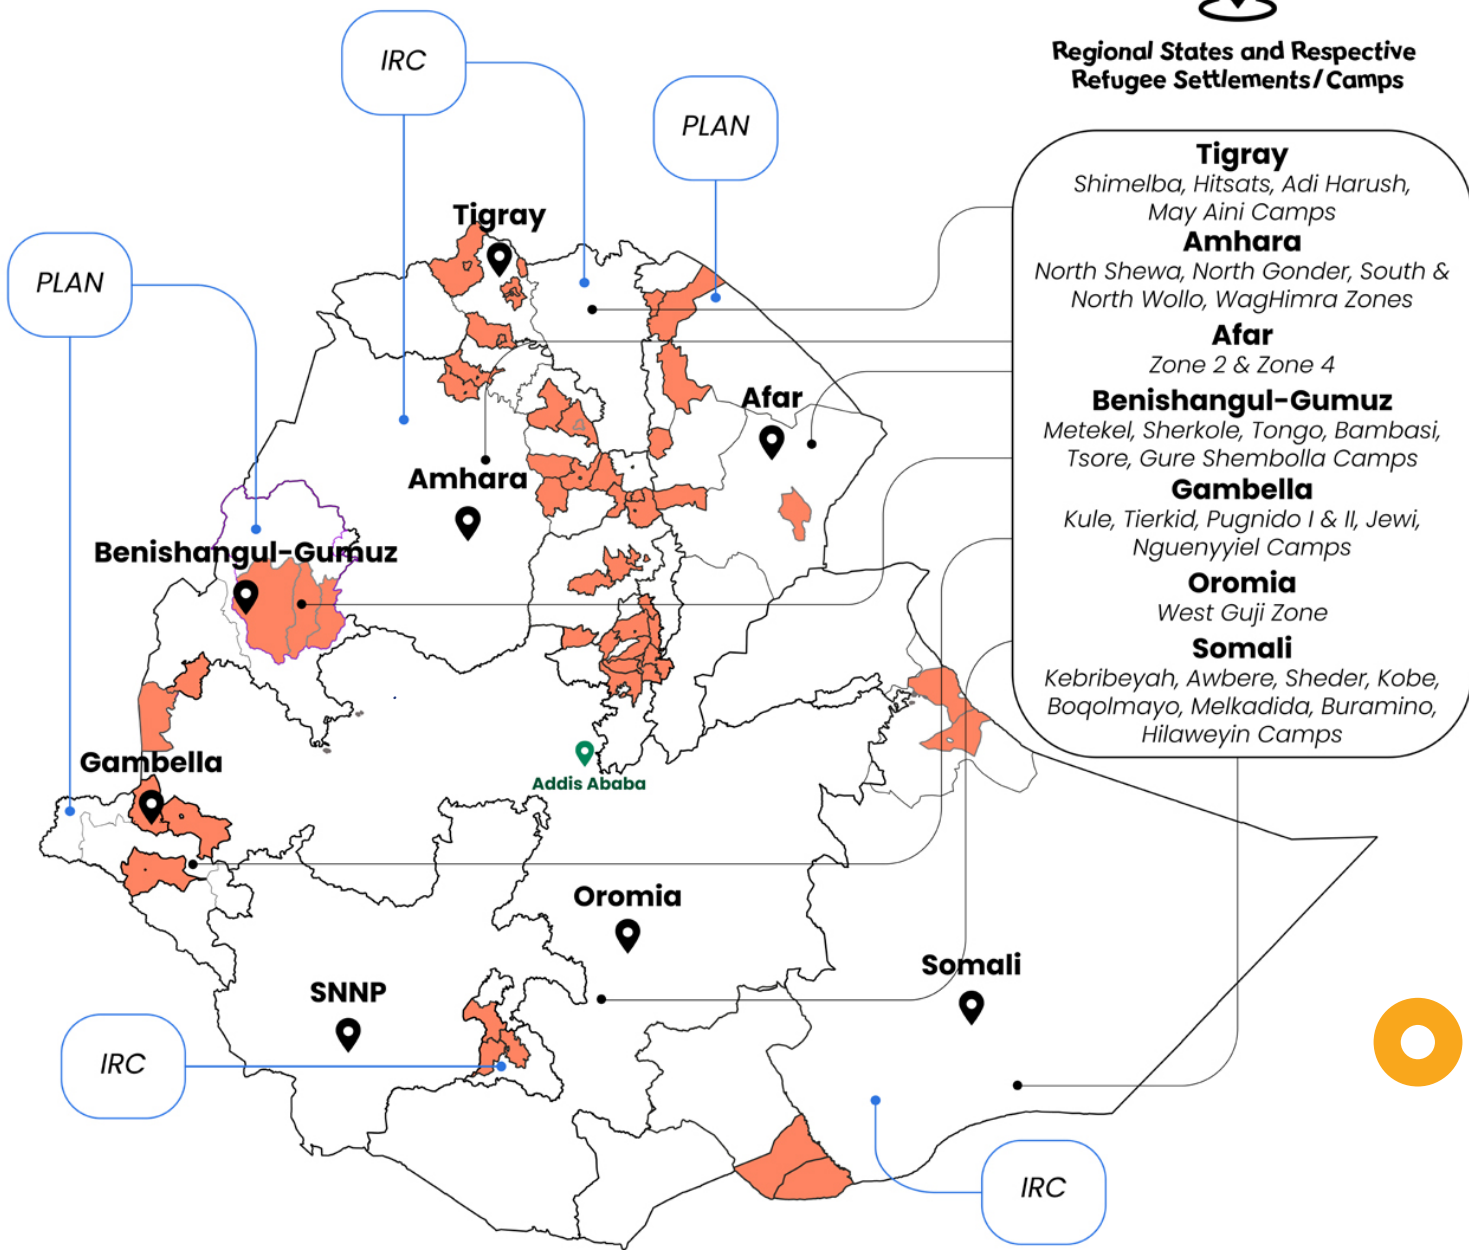 IRC
Regional States and Respective
Refugee Settlements/Camps
PLAN
Tigray
Shimelba, Hitsats, Adi Harush,
May Aini Camps
Amhara
North Shewa, North Gonder, South &
North Wollo, WagHimra Zones
Afar
Zone 2 & Zone 4
Benishangul-Gumuz
Metekel, Sherkole, Tongo, Bambasi,
Tsore, Gure Shembolla Camps
Gambella
Kule, Tierkid, Pugnido I & II, Jewi,
Nguenyyiel Camps
Oromia
West Guji Zone
Somali
Kebribeyah, Awbere, Sheder, Kobe,
Boqolmayo, Melkadida, Buramino,
Hilaweyin Camps
Tigray
PLAN
Afar
Amhara
Benishangul-Gumuz
Gambella
Addis Ababa
Oromia
Somali
SNNP
IRC
IRC